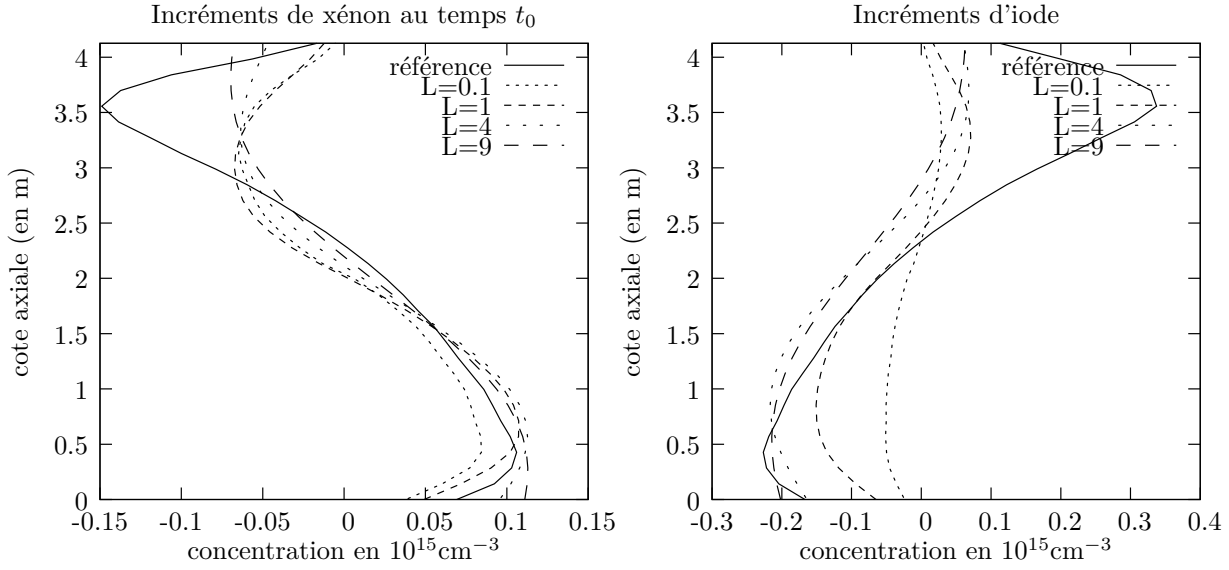 Incréments de xénon au temps t₀
4
3.5
3
2.5
2
1.5
1
0.5
0
-0.15 -0.1 -0.05 0 0.05 0.1 0.15
cote axiale (en m)
concentration en 10¹⁵cm⁻³
référence
L=0.1
L=1
L=4
L=9
Incréments d'iode
4
3.5
3
2.5
2
1.5
1
0.5
0
-0.3 -0.2 -0.1 0 0.1 0.2 0.3 0.4
cote axiale (en m)
concentration en 10¹⁵cm⁻³
référence
L=0.1
L=1
L=4
L=9